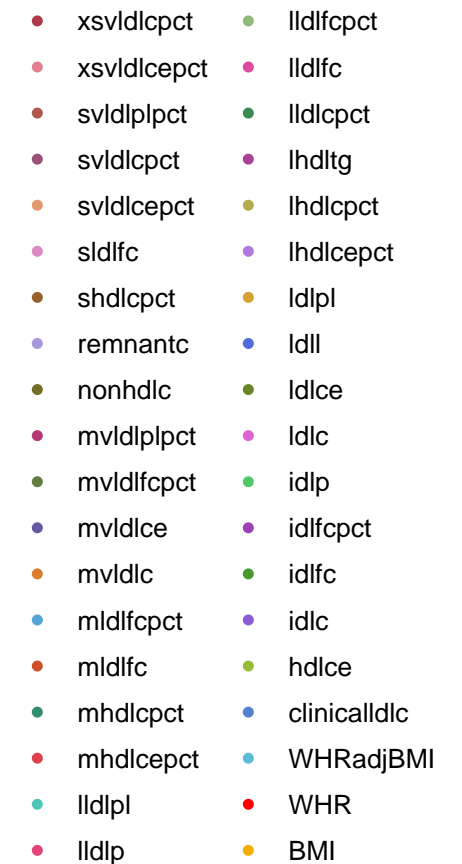 xsvldlcpct
xsvldlcepct
svldlplpct
svldlcpct
svldlcepct
sldlfc
shdlcpct
remnantc
nonhdlc
mvldlplpct
mvldlfcpct
mvldlce
mvldlc
mldlfcpct
mldlfc
mhdlcpct
mhdlcepct
lldlpl
lldlp
lldlfcpct
lldlfc
lldlcpct
lhdltg
lhdlcpct
lhdlcepct
ldlpl
ldll
ldlce
ldlc
idlp
idlfcpct
idlfc
idlc
hdlce
clinicalldlc
WHRadjBMI
WHR
BMI